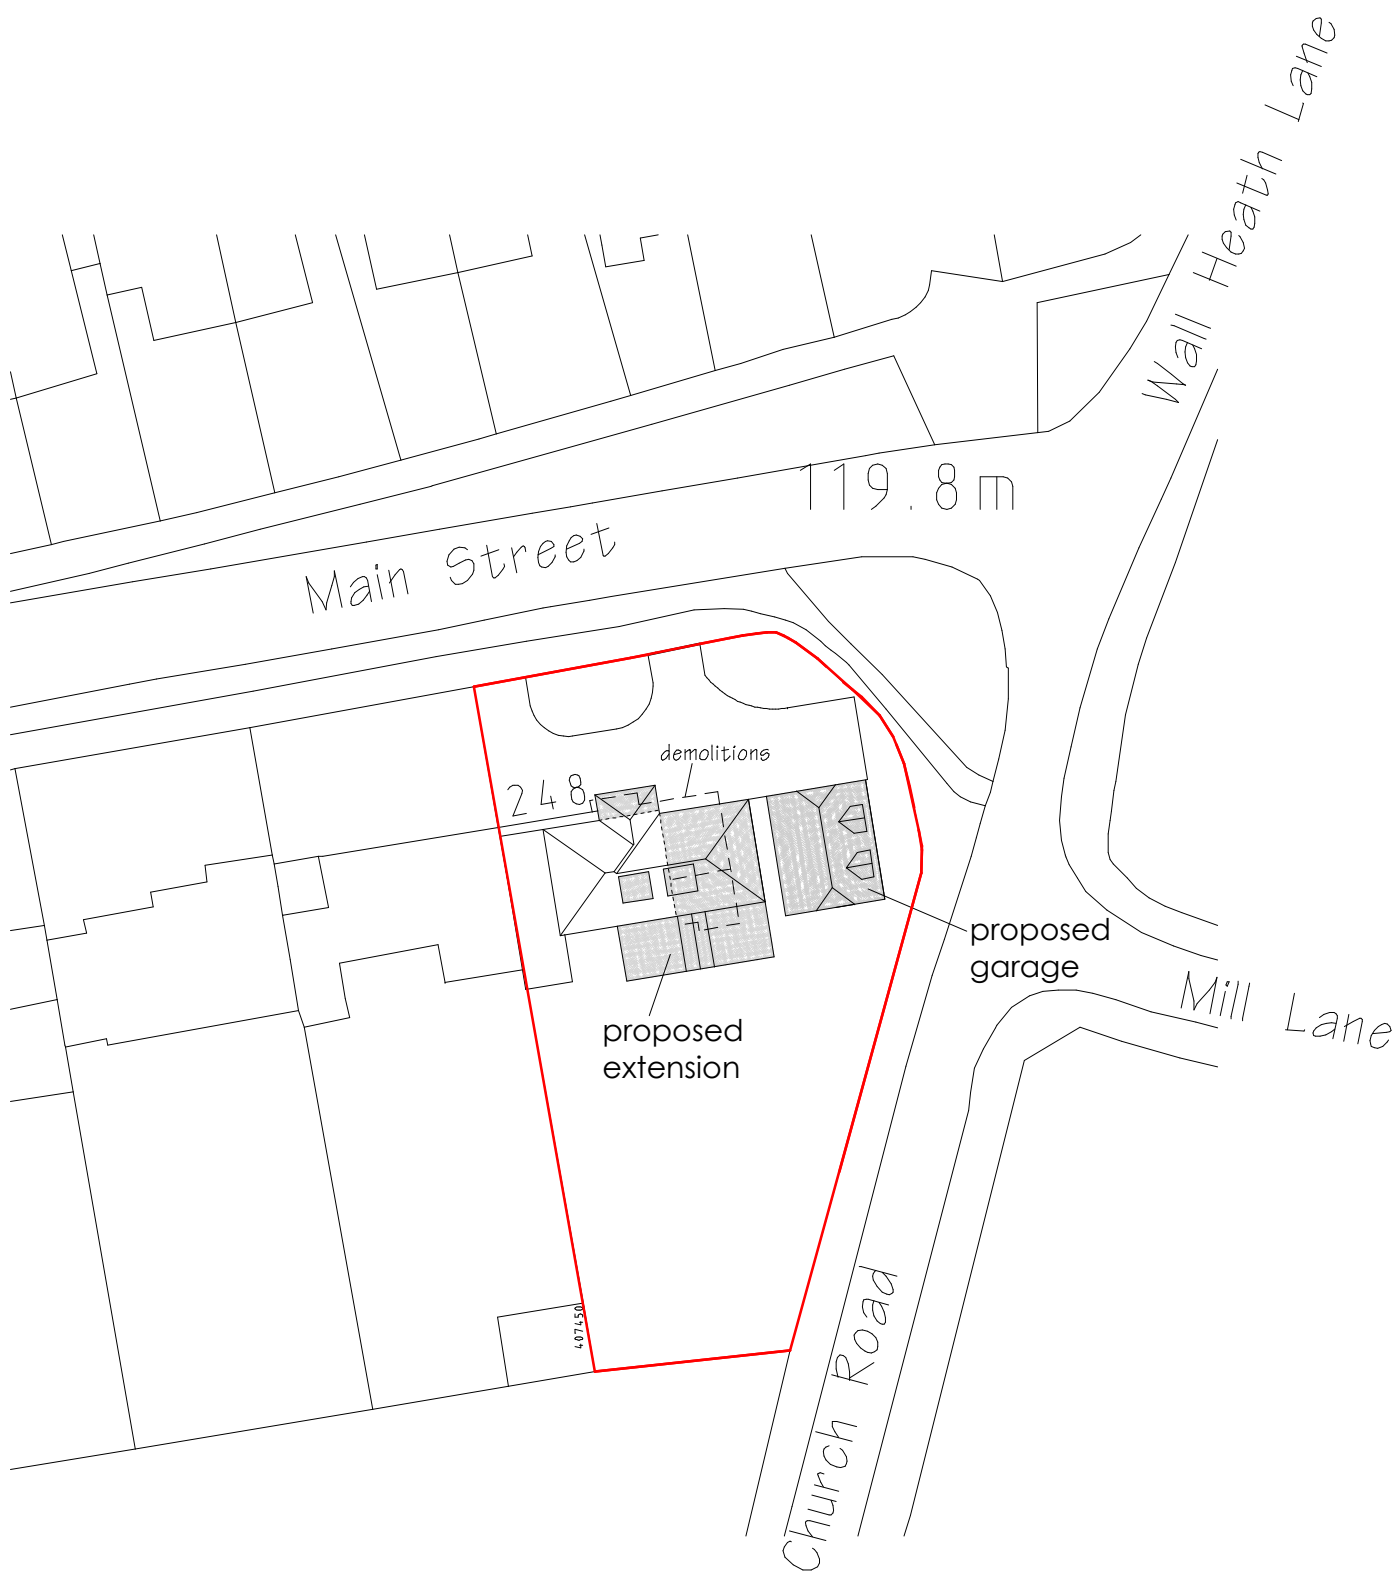 Wall Heath Lane
119.8m
Main Street
demolitions
248
proposed
garage
Mill Lane
proposed
extension
407450
Church Road